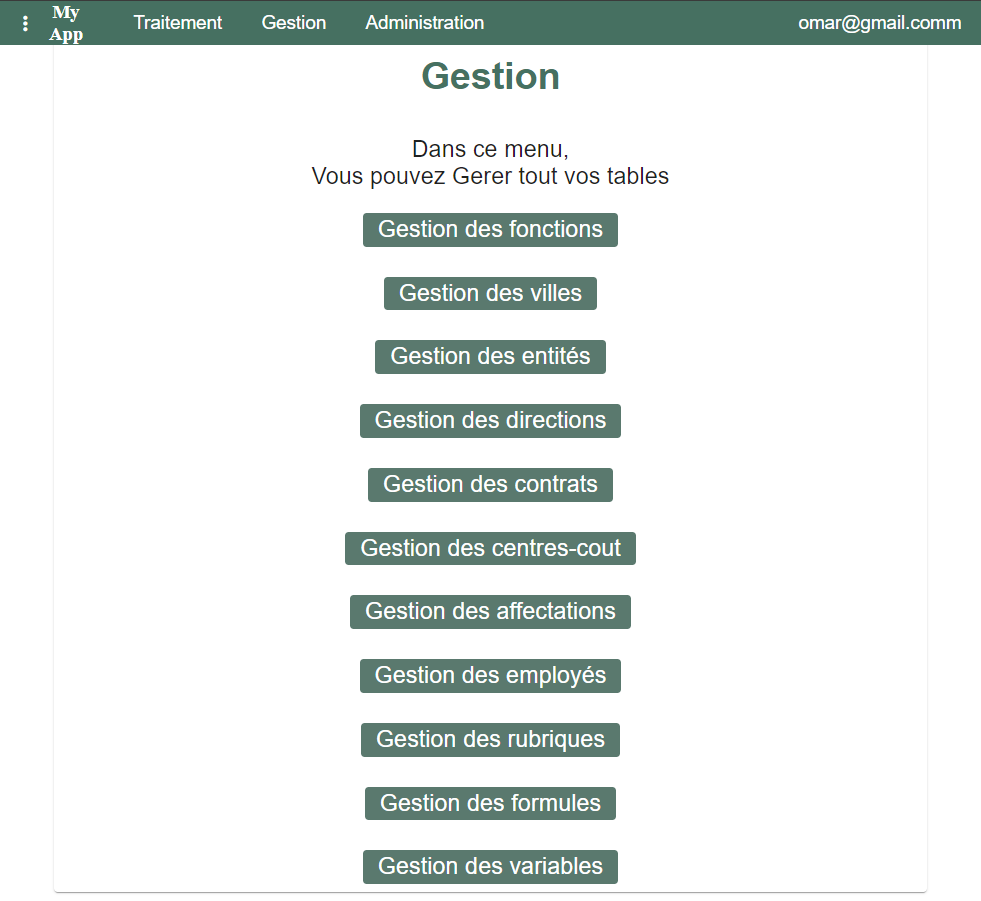 My
App
Traitement Gestion Administration omar@gmail.comm
Gestion
Dans ce menu,
Vous pouvez Gerer tout vos tables
Gestion des fonctions
Gestion des villes
Gestion des entités
Gestion des directions
Gestion des contrats
Gestion des centres-cout
Gestion des affectations
Gestion des employés
Gestion des rubriques
Gestion des formules
Gestion des variables